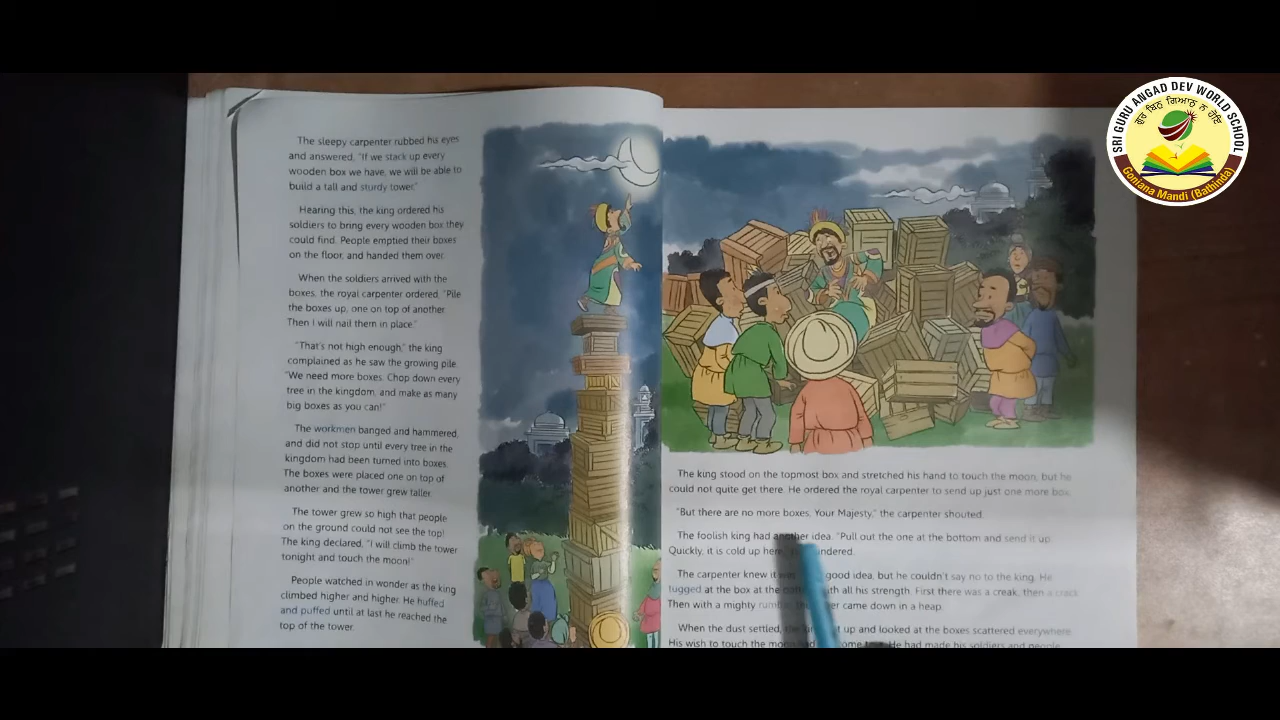 The sleepy carpenter rubbed his eyes
and answered, "If we stack up every
wooden box we have, we will be able to
build a tall and sturdy tower."
Hearing this, the king ordered his
soldiers to bring every wooden box they
could find. People emptied their boxes
on the floor, and handed them over.
When the soldiers arrived with the
boxes, the royal carpenter ordered, "Pile
the boxes up, one on top of another.
Then I will nail them in place."
"That's not high enough," the king
complained as he saw the growing pile.
"We need more boxes. Chop down every
tree in the kingdom, and make as many
big boxes as you can!"
The workmen banged and hammered,
and did not stop until every tree in the
kingdom had been turned into boxes.
The boxes were placed one on top of
another and the tower grew taller.
The tower grew so high that people
on the ground could not see the top!
The king declared, "I will climb the tower
tonight and touch the moon!"
People watched in wonder as the king
climbed higher and higher. He huffed
and puffed until at last he reached the
top of the tower.
The king stood on the topmost box and stretched his hand to touch the moon, but he
could not quite get there. He ordered the royal carpenter to send up just one more box.
"But there are no more boxes, Your Majesty," the carpenter shouted.
The foolish king had another idea. "Pull out the one at the bottom and send it up.
Quickly, it is cold up here,
The carpenter knew it good idea, but he couldn't say no to the king. He
tugged at the box at the with all his strength. First there was a creak, then a crack.
Then with a mighty came down in a heap.
When the dust settled, the up and looked at the boxes scattered everywhere.
His wish to touch the He had made his soldiers and people
SRI GURU ANGAD DEV WORLD SCHOOL
ਗੁਰ ਬਿਨੁ ਗਿਆਨੁ ਨ ਹੋਇ
Goniana Mandi (Bathinda)